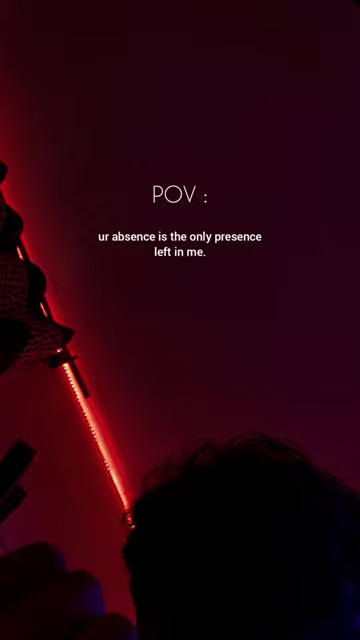 POV :
ur absence is the only presence
left in me.